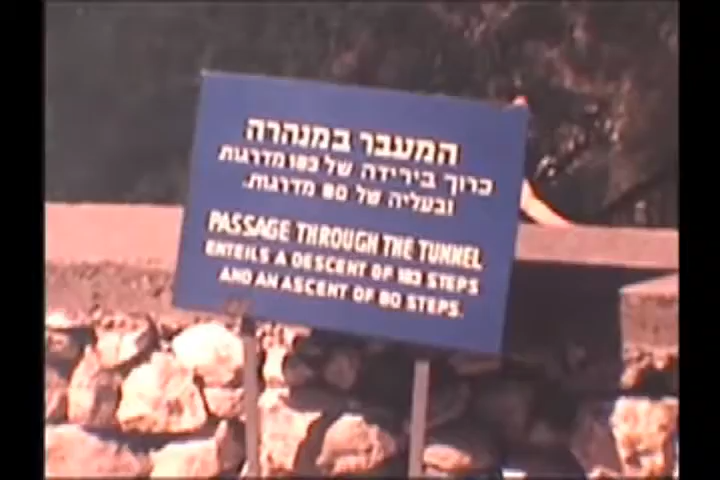 המעבר במנהרה
כרוך בירידה של 183 מדרגות
ובעליה של 80 מדרגות.
PASSAGE THROUGH THE TUNNEL
ENTEILS A DESCENT OF 183 STEPS
AND AN ASCENT OF 80 STEPS.